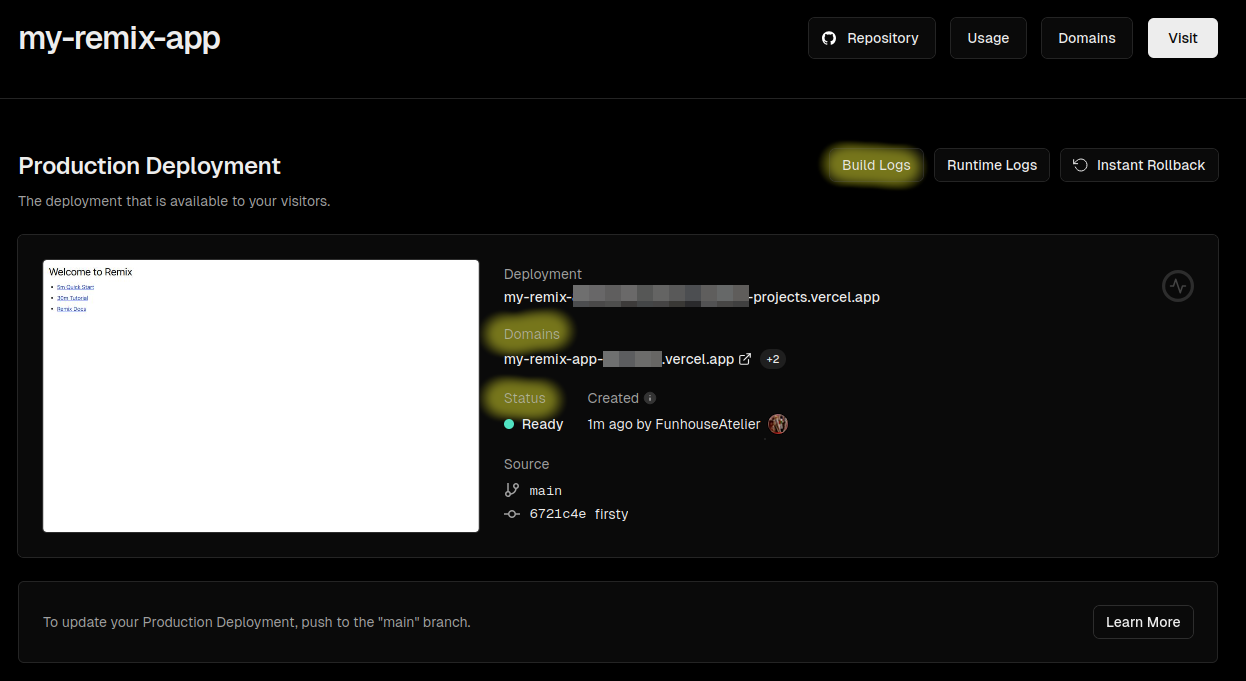 my-remix-app
Repository
Usage
Domains
Visit
Production Deployment
Build Logs
Runtime Logs
Instant Rollback
The deployment that is available to your visitors.
Welcome to Remix
5m Quick Start
30m Tutorial
Remix Docs
Deployment
my-remix- -projects.vercel.app
Domains
my-remix-app- .vercel.app +2
Status
Created
Ready
1m ago by FunhouseAtelier
Source
main
6721c4e firsty
To update your Production Deployment, push to the "main" branch.
Learn More